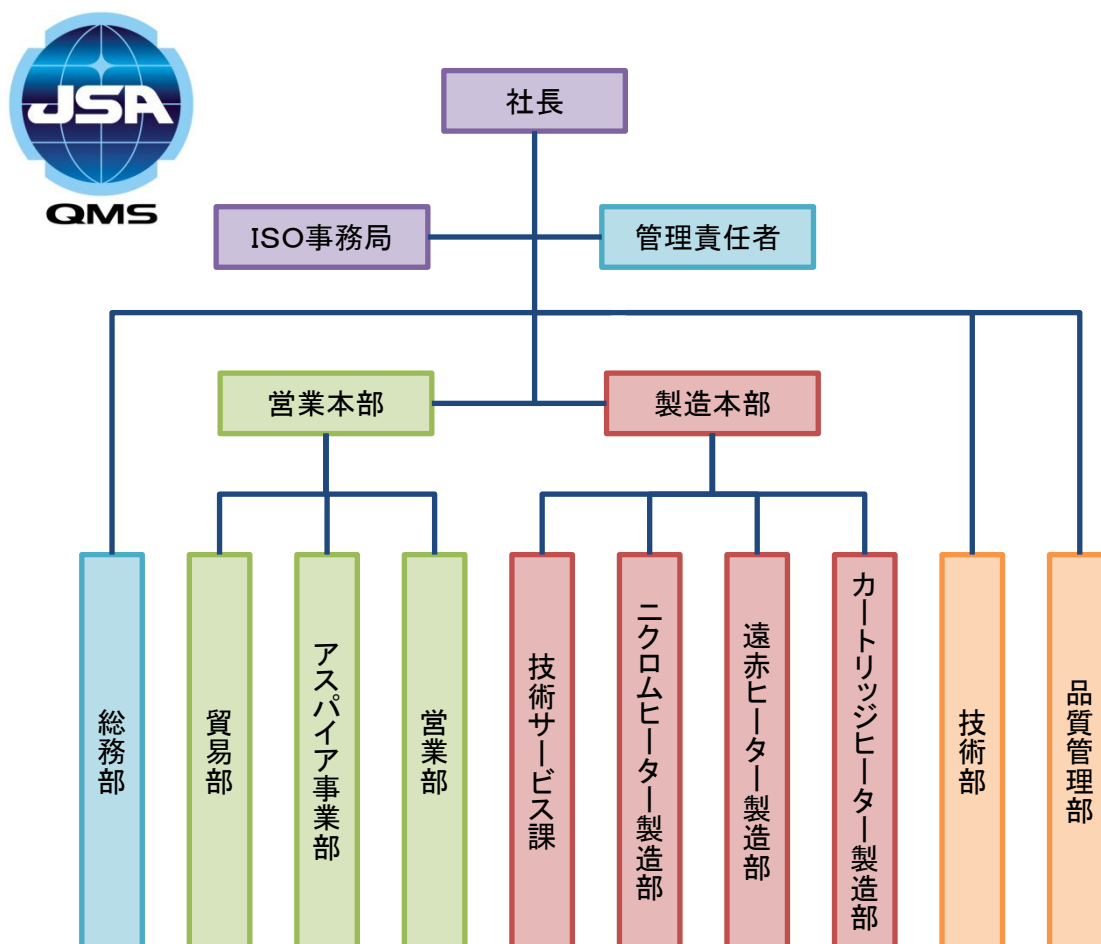 JSA
QMS
社長
ISO事務局
管理責任者
営業本部
製造本部
総務部
貿易部
アスパイア事業部
営業部
技術サービス課
ニクロムヒーター製造部
遠赤ヒーター製造部
カートリッジヒーター製造部
技術部
品質管理部